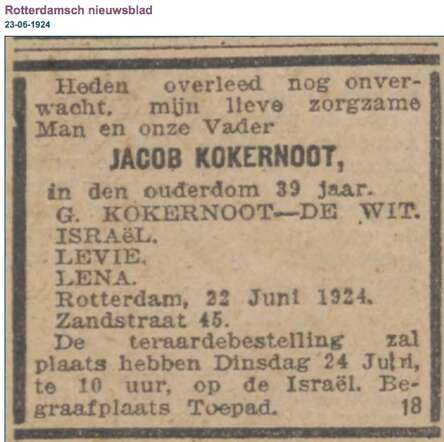 Rotterdamsch nieuwsblad
23-06-1924
Heden overleed nog onver-
wacht, mijn lieve zorgzame
Man en onze Vader
JACOB KOKERNOOT,
in den ouderdom 39 jaar.
G. KOKERNOOT—DE WIT.
ISRAëL.
LEVIE.
LENA.
Rotterdam, 22 Juni 1924.
Zandstraat 45.
De teraardebestelling zal
plaats hebben Dinsdag 24 Juni,
te 10 uur, op de Israël. Be-
graafplaats Toepad. 18